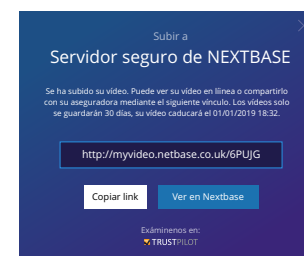 Subir a
Servidor seguro de NEXTBASE
Se ha subido su vídeo. Puede ver su vídeo en líinea o compartirlo
con su aseguradora mediante el siguiente vínculo. Los vídeos solo
se guardarán 30 días, su vídeo caducará el 01/01/2019 18:32.
http://myvideo.netbase.co.uk/6PUJG
Copiar link
Ver en Nextbase
Exáminenos en:
TRUSTPILOT